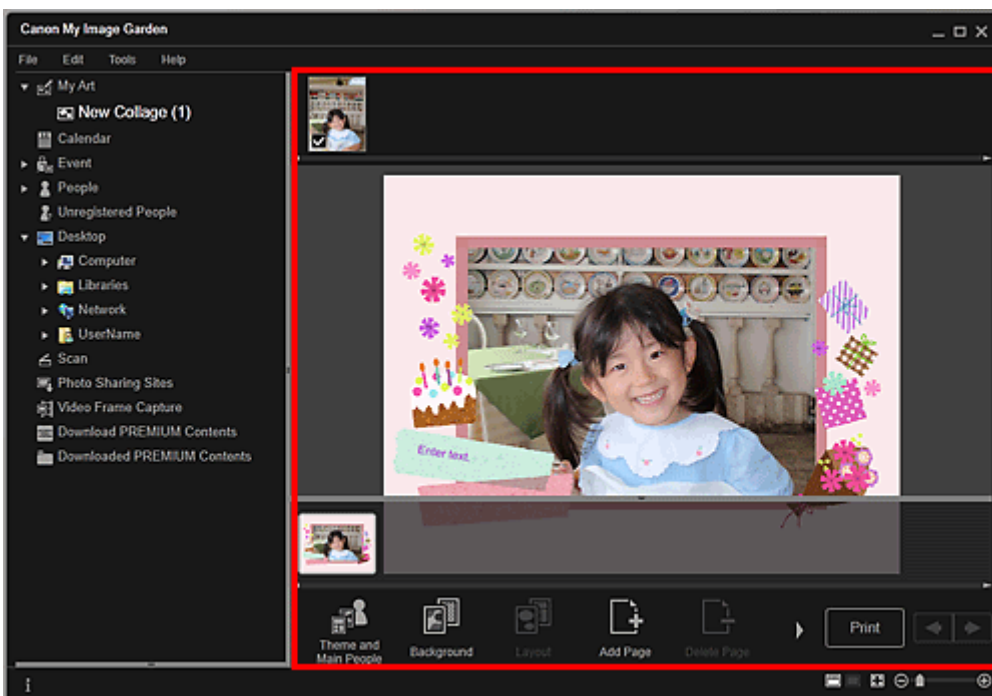 Canon My Image Garden
File Edit Tools Help
My Art
New Collage (1)
Calendar
Event
People
Unregistered People
Desktop
Computer
Libraries
Network
UserName
Scan
Photo Sharing Sites
Video Frame Capture
Download PREMIUM Contents
Downloaded PREMIUM Contents
Enter text.
Theme and
Main People
Background
Layout
Add Page
Delete Page
Print